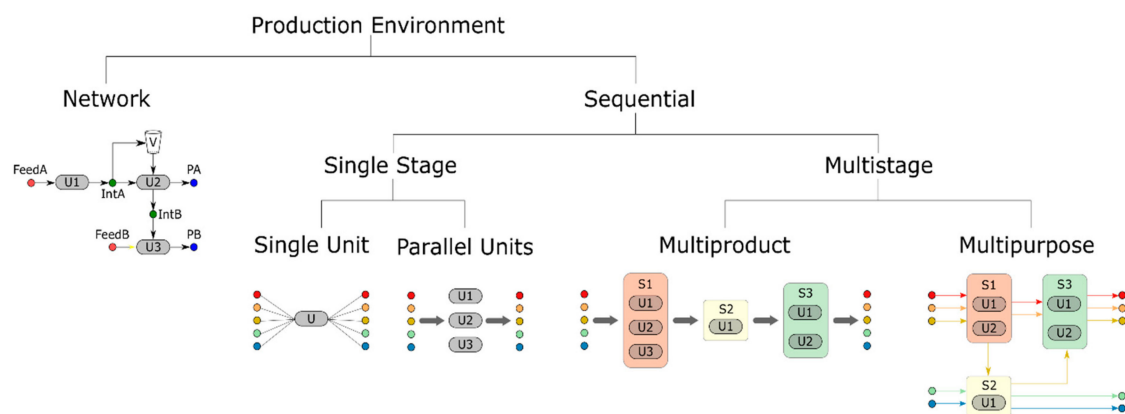 Production Environment
Network
Sequential
Single Stage
Multistage
Single Unit
Parallel Units
Multiproduct
Multipurpose
V
FeedA
U1
IntA
U2
PA
IntB
FeedB
U3
PB
U
U1
U2
U3
S1
U1
U2
U3
S2
U1
S3
U1
U2
S1
U1
U2
S3
U1
U2
S2
U1